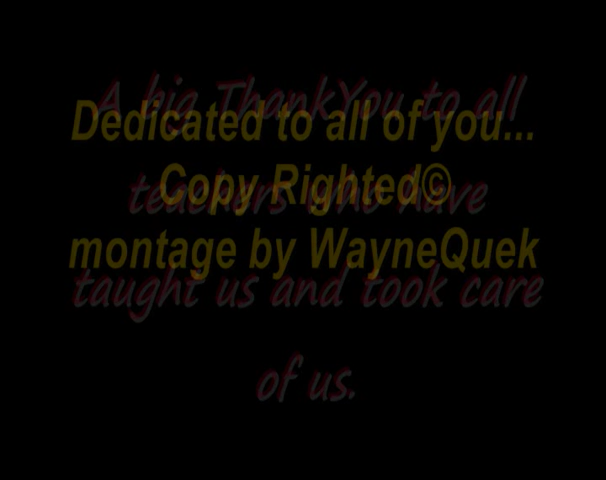 A big ThankYou to all
Dedicated to all of you...
Copy Righted©
teachers who have
montage by WayneQuek
taught us and took care
of us.